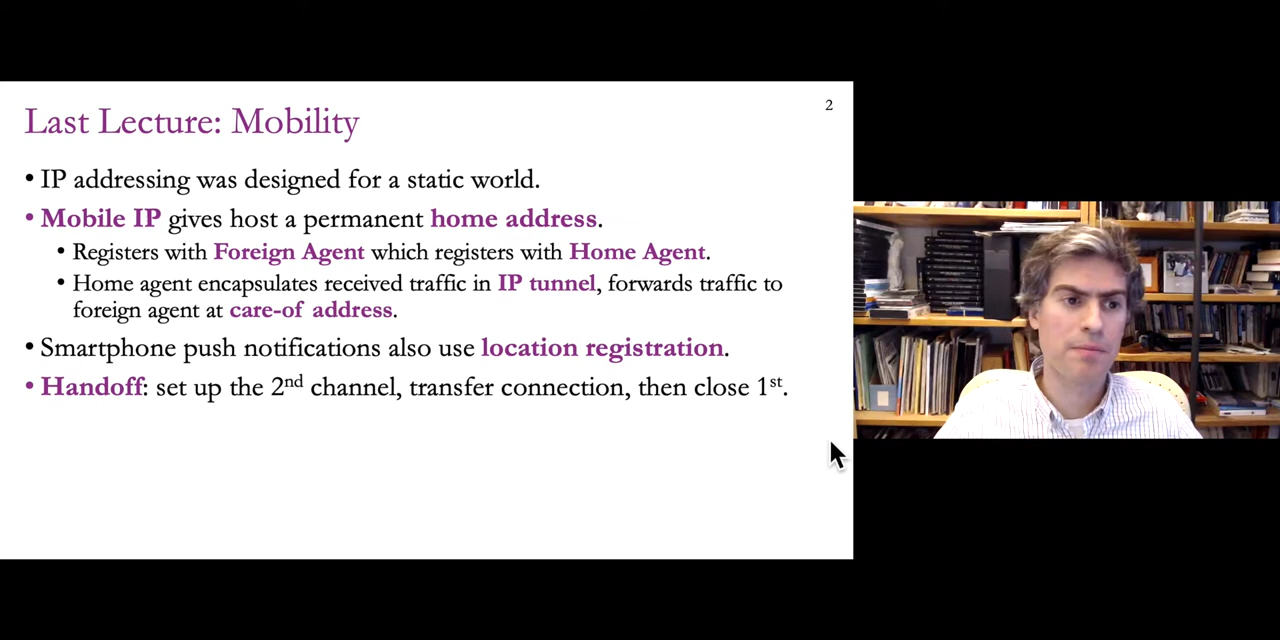 2
Last Lecture: Mobility
• IP addressing was designed for a static world.
• Mobile IP gives host a permanent home address.
• Registers with Foreign Agent which registers with Home Agent.
• Home agent encapsulates received traffic in IP tunnel, forwards traffic to
foreign agent at care-of address.
• Smartphone push notifications also use location registration.
• Handoff: set up the 2nd channel, transfer connection, then close 1st.